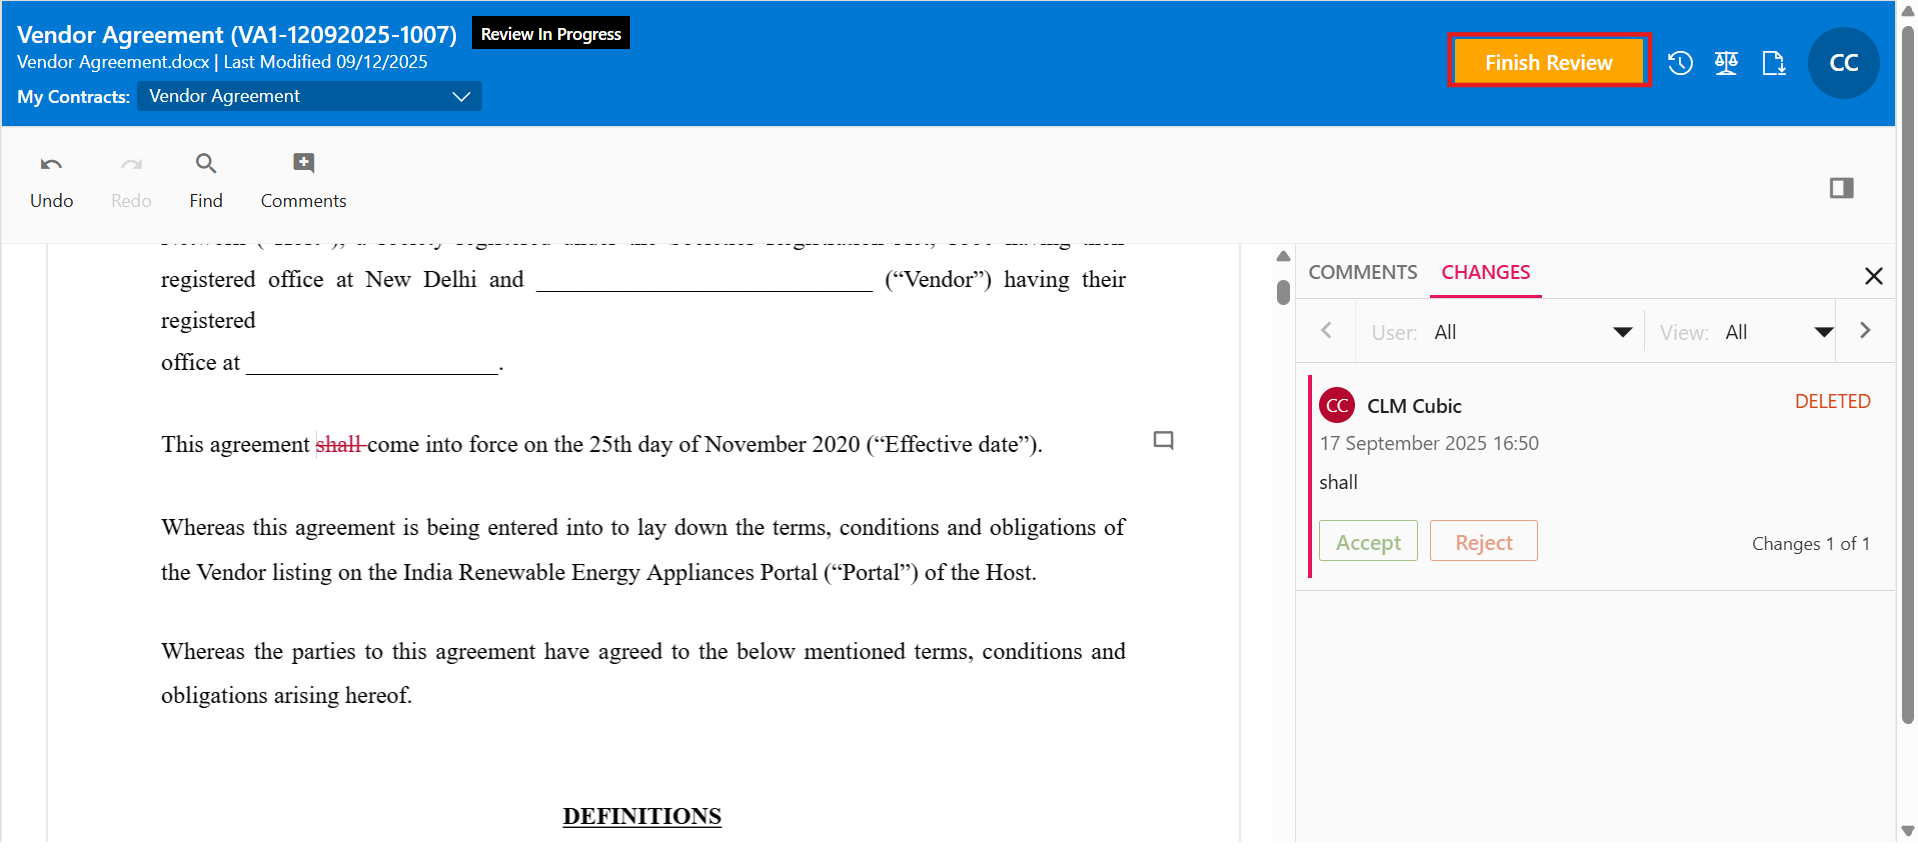 Vendor Agreement (VA1-12092025-1007) Review In Progress
Vendor Agreement.docx | Last Modified 09/12/2025
My Contracts: Vendor Agreement
Finish Review
CC
Undo
Redo
Find
Comments
registered office at New Delhi and ____________________________ (“Vendor”) having their
registered
office at _____________________.
This agreement shall come into force on the 25th day of November 2020 (“Effective date”).
Whereas this agreement is being entered into to lay down the terms, conditions and obligations of
the Vendor listing on the India Renewable Energy Appliances Portal (“Portal”) of the Host.
Whereas the parties to this agreement have agreed to the below mentioned terms, conditions and
obligations arising hereof.
DEFINITIONS
COMMENTS CHANGES
User: All View: All
CC CLM Cubic DELETED
17 September 2025 16:50
shall
Accept Reject Changes 1 of 1